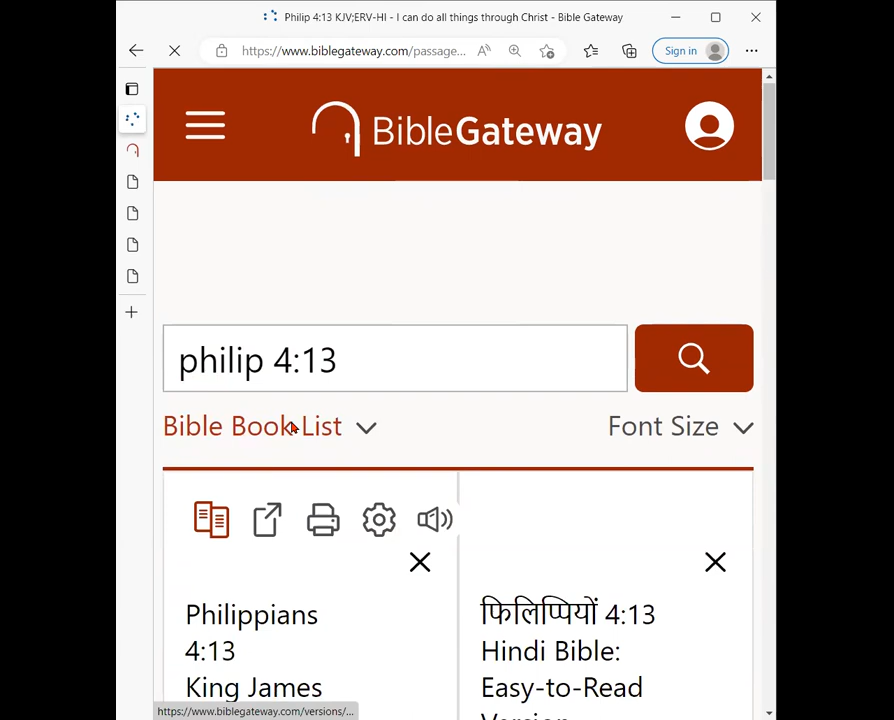 Philip 4:13 KJV;ERV-HI - I can do all things through Christ - Bible Gateway
https://www.biblegateway.com/passage...
Sign in
BibleGateway
philip 4:13
Bible Book List
Font Size
Philippians
4:13
King James
फिलिप्पियों 4:13
Hindi Bible:
Easy-to-Read
Version
https://www.biblegateway.com/versions/...